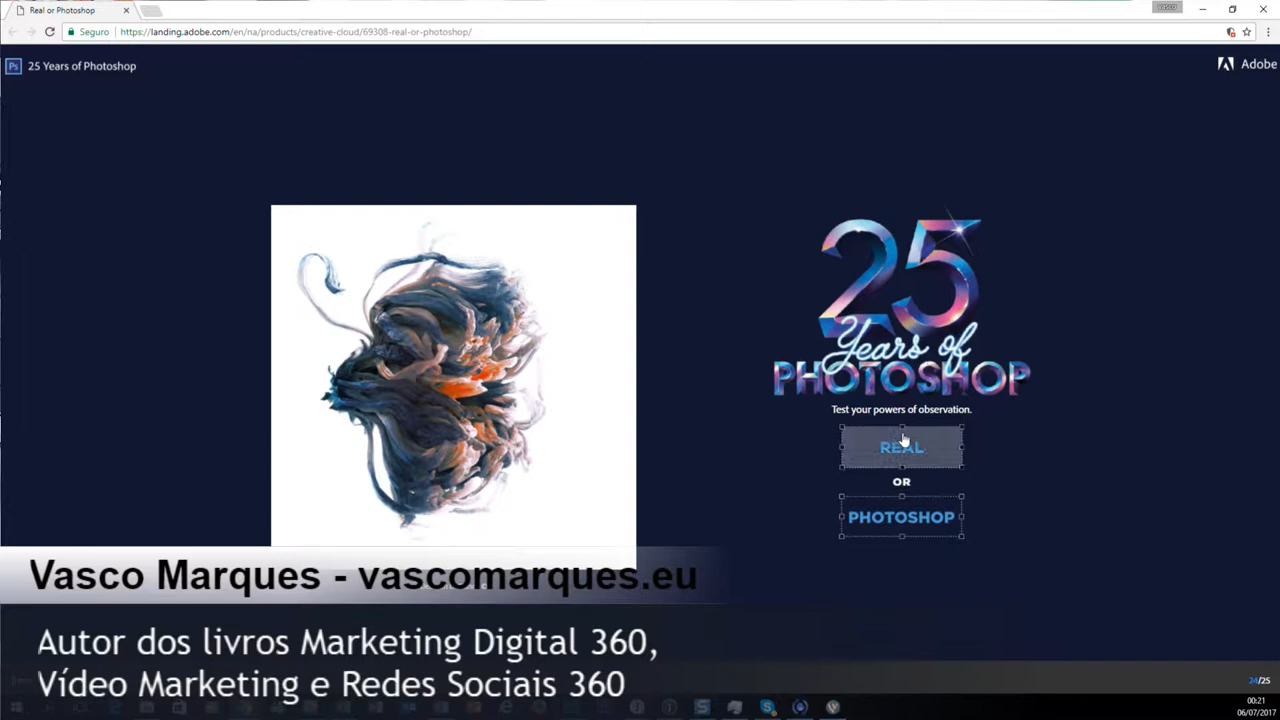 Real or Photoshop
vasco
Seguro
https://landing.adobe.com/en/na/products/creative-cloud/69308-real-or-photoshop/
Ps 25 Years of Photoshop
Adobe
25
Years of
PHOTOSHOP
Test your powers of observation.
REAL
OR
PHOTOSHOP
Vasco Marques - vascomarques.eu
Autor dos livros Marketing Digital 360,
Vídeo Marketing e Redes Sociais 360
24/25
00:21
06/07/2017